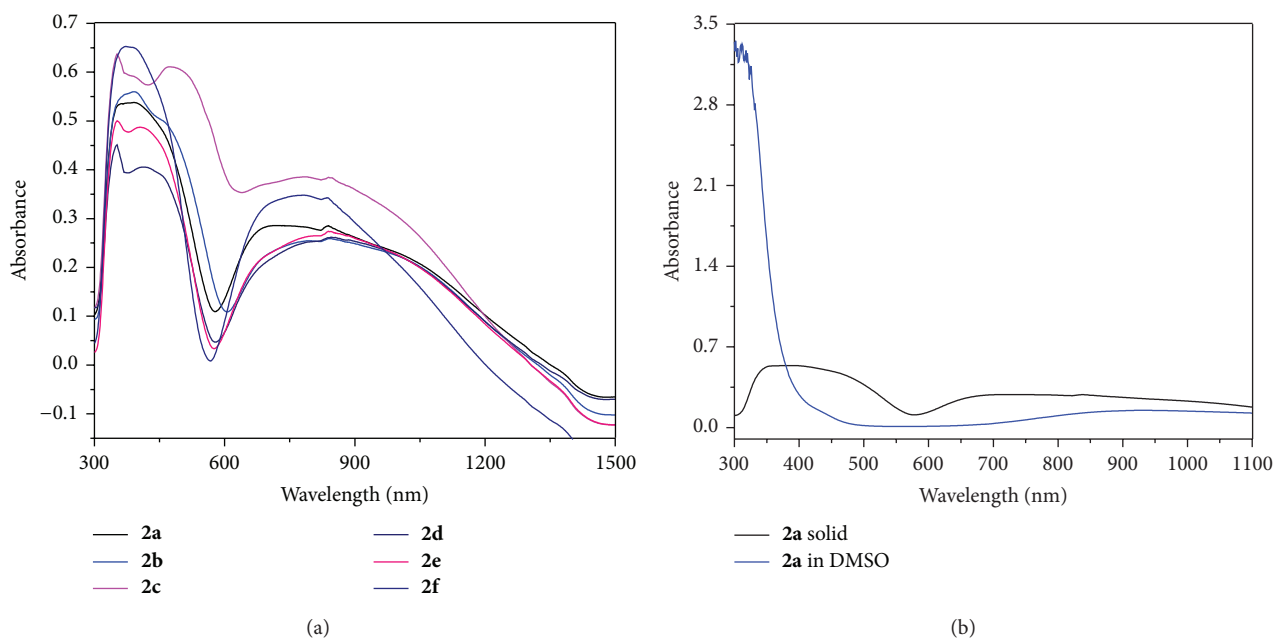 0.7
0.6
0.5
0.4
0.3
0.2
0.1
0.0
−0.1
Absorbance
300 600 900 1200 1500
Wavelength (nm)
2a
2b
2c
2d
2e
2f
(a)
3.5
2.8
2.1
1.4
0.7
0.0
Absorbance
300 400 500 600 700 800 900 1000 1100
Wavelength (nm)
2a solid
2a in DMSO
(b)